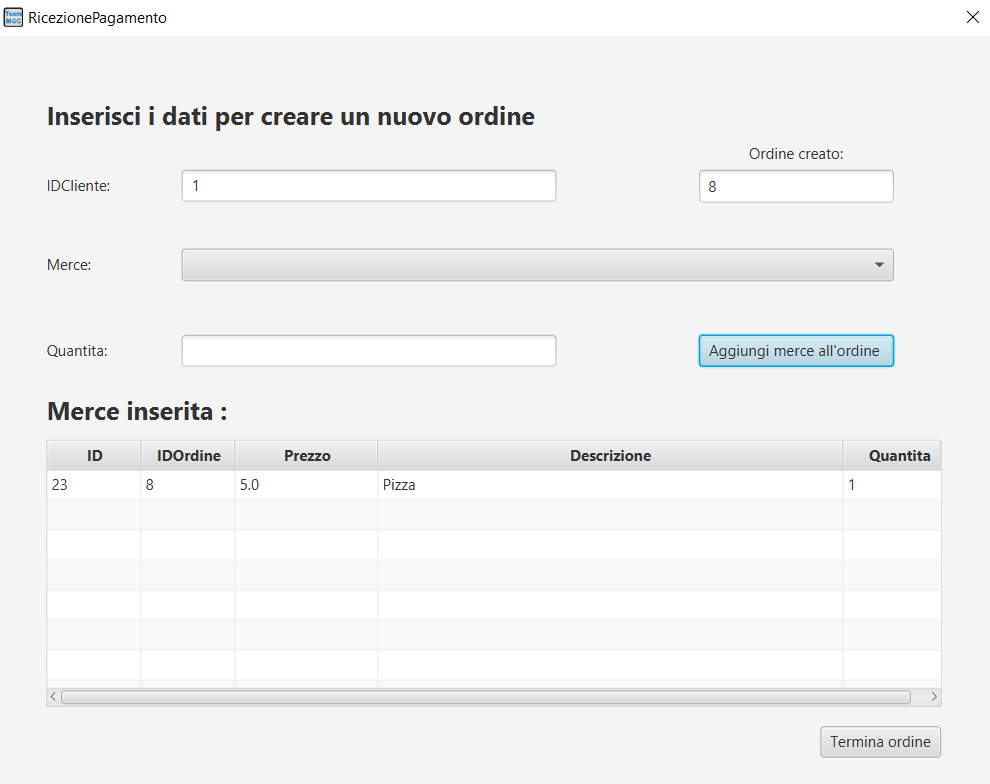 Team
MGC
RicezionePagamento
Inserisci i dati per creare un nuovo ordine
Ordine creato:
IDCliente: 1 8
Merce:
Quantita: Aggiungi merce all'ordine
Merce inserita :
ID IDOrdine Prezzo Descrizione Quantita
23 8 5.0 Pizza 1
Termina ordine